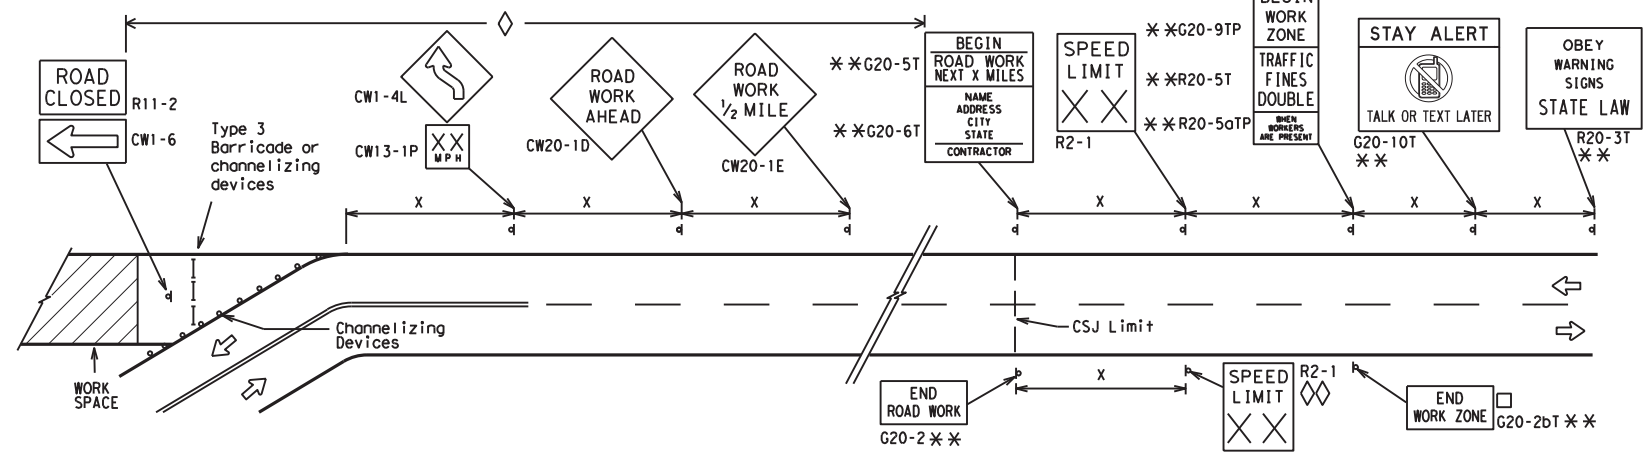 ROAD
CLOSED
R11-2
CW1-6
Type 3
Barricade or
channelizing
devices
CW1-4L
XX
MPH
CW13-1P
ROAD
WORK
AHEAD
CW20-1D
ROAD
WORK
1/2 MILE
CW20-1E
**G20-5T
BEGIN
ROAD WORK
NEXT X MILES
**G20-6T
NAME
ADDRESS
CITY
STATE
CONTRACTOR
SPEED
LIMIT
XX
R2-1
**G20-9TP
BEGIN
WORK
ZONE
**R20-5T
TRAFFIC
FINES
DOUBLE
**R20-5aTP
WHEN
WORKERS
ARE PRESENT
STAY ALERT
TALK OR TEXT LATER
G20-10T
**
OBEY
WARNING
SIGNS
STATE LAW
R20-3T
**
X
X
X
X
X
X
X
Channelizing
Devices
CSJ Limit
WORK
SPACE
END
ROAD WORK
G20-2**
X
SPEED
LIMIT
XX
R2-1
END
WORK ZONE
G20-2bT **